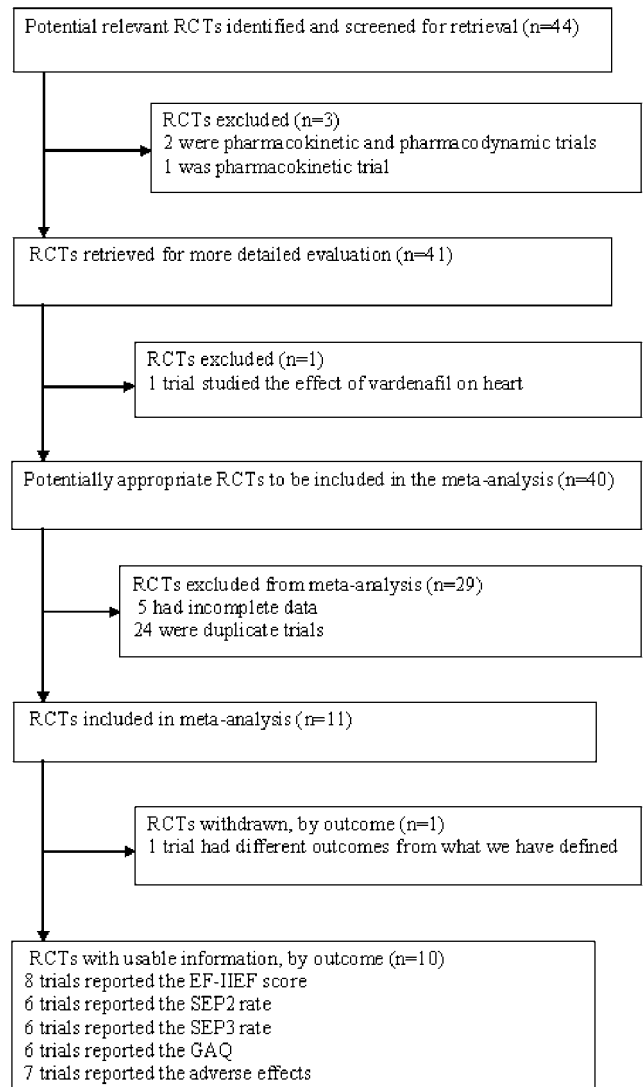 Potential relevant RCTs identified and screened for retrieval (n=44)
RCTs excluded (n=3)
2 were pharmacokinetic and pharmacodynamic trials
1 was pharmacokinetic trial
RCTs retrieved for more detailed evaluation (n=41)
RCTs excluded (n=1)
1 trial studied the effect of vardenafil on heart
Potentially appropriate RCTs to be included in the meta-analysis (n=40)
RCTs excluded from meta-analysis (n=29)
5 had incomplete data
24 were duplicate trials
RCTs included in meta-analysis (n=11)
RCTs withdrawn, by outcome (n=1)
1 trial had different outcomes from what we have defined
RCTs with usable information, by outcome (n=10)
8 trials reported the EF-IIEF score
6 trials reported the SEP2 rate
6 trials reported the SEP3 rate
6 trials reported the GAQ
7 trials reported the adverse effects